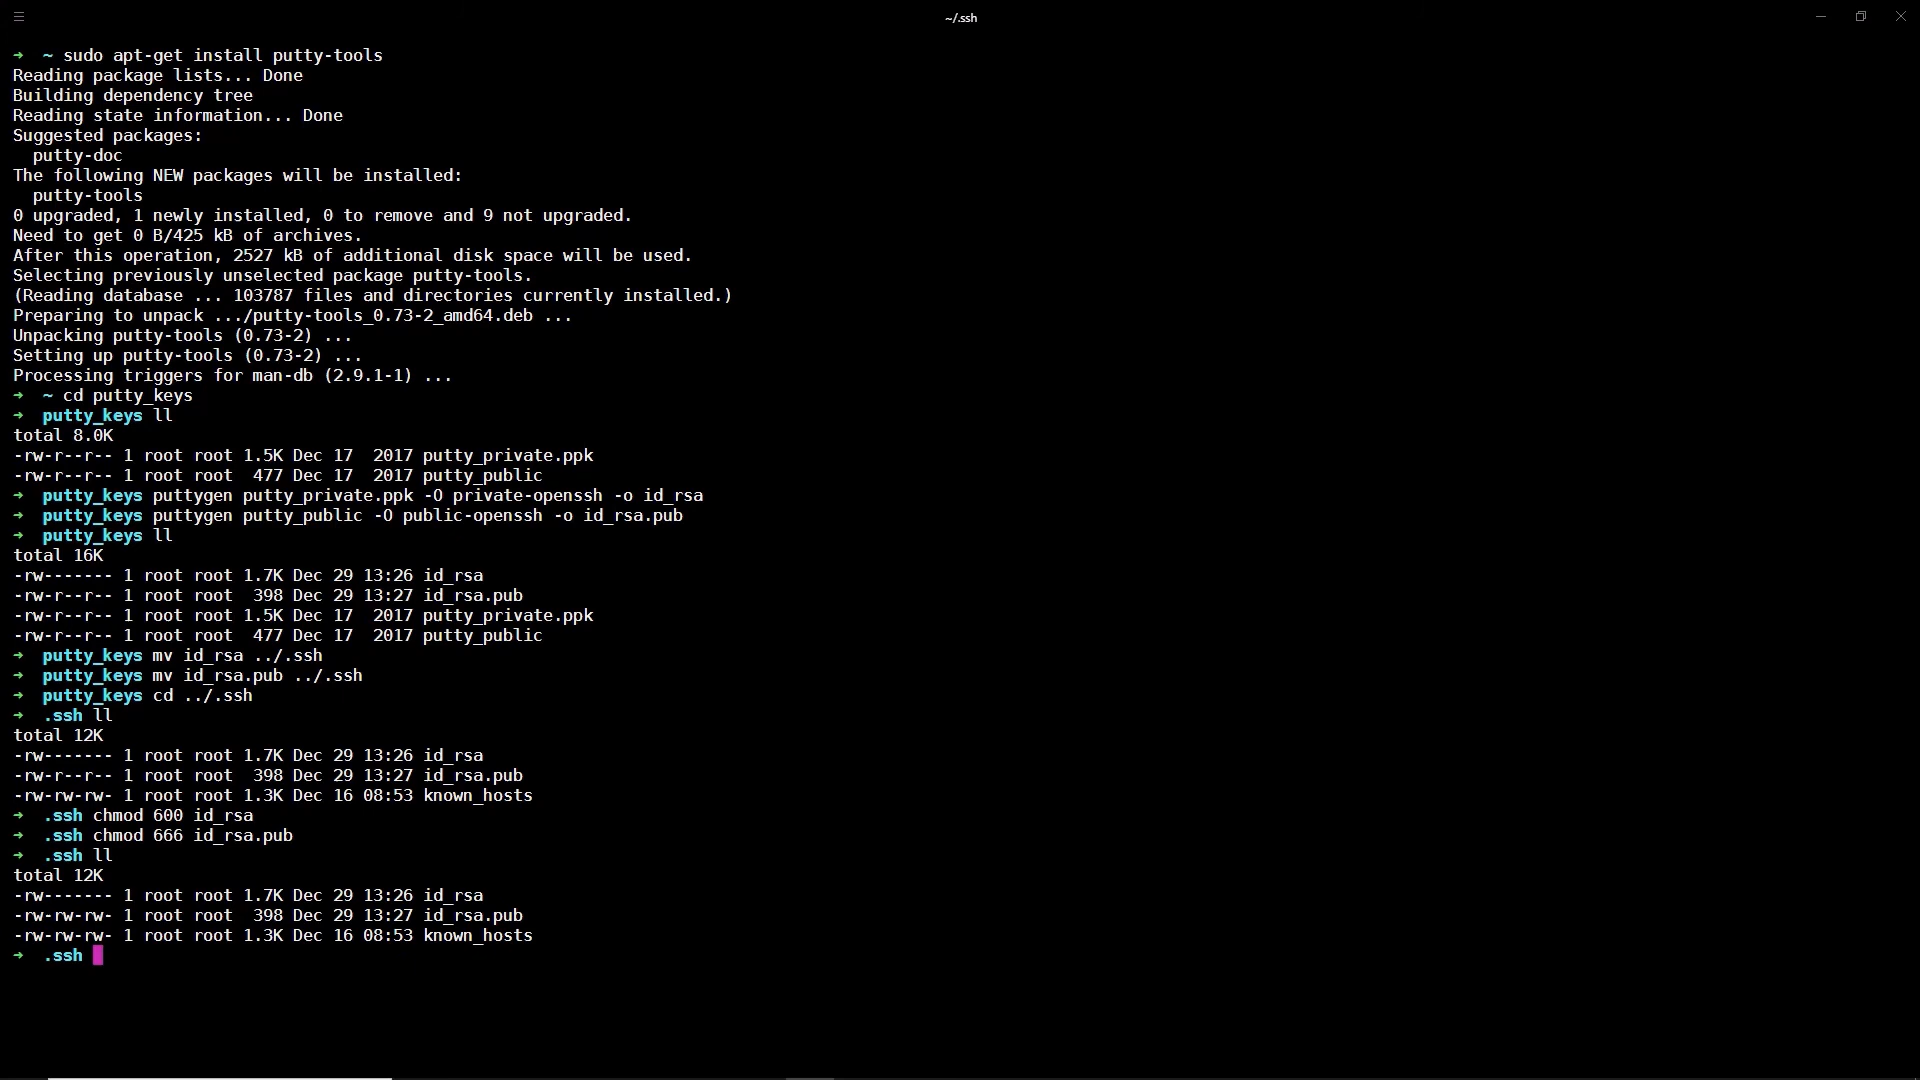 ~/.ssh
➜  ~ sudo apt-get install putty-tools
Reading package lists... Done
Building dependency tree
Reading state information... Done
Suggested packages:
  putty-doc
The following NEW packages will be installed:
  putty-tools
0 upgraded, 1 newly installed, 0 to remove and 9 not upgraded.
Need to get 0 B/425 kB of archives.
After this operation, 2527 kB of additional disk space will be used.
Selecting previously unselected package putty-tools.
(Reading database ... 103787 files and directories currently installed.)
Preparing to unpack .../putty-tools_0.73-2_amd64.deb ...
Unpacking putty-tools (0.73-2) ...
Setting up putty-tools (0.73-2) ...
Processing triggers for man-db (2.9.1-1) ...
➜  ~ cd putty_keys
➜  putty_keys ll
total 8.0K
-rw-r--r-- 1 root root 1.5K Dec 17  2017 putty_private.ppk
-rw-r--r-- 1 root root  477 Dec 17  2017 putty_public
➜  putty_keys puttygen putty_private.ppk -O private-openssh -o id_rsa
➜  putty_keys puttygen putty_public -O public-openssh -o id_rsa.pub
➜  putty_keys ll
total 16K
-rw------- 1 root root 1.7K Dec 29 13:26 id_rsa
-rw-r--r-- 1 root root  398 Dec 29 13:27 id_rsa.pub
-rw-r--r-- 1 root root 1.5K Dec 17  2017 putty_private.ppk
-rw-r--r-- 1 root root  477 Dec 17  2017 putty_public
➜  putty_keys mv id_rsa ../.ssh
➜  putty_keys mv id_rsa.pub ../.ssh
➜  putty_keys cd ../.ssh
➜  .ssh ll
total 12K
-rw------- 1 root root 1.7K Dec 29 13:26 id_rsa
-rw-r--r-- 1 root root  398 Dec 29 13:27 id_rsa.pub
-rw-rw-rw- 1 root root 1.3K Dec 16 08:53 known_hosts
➜  .ssh chmod 600 id_rsa
➜  .ssh chmod 666 id_rsa.pub
➜  .ssh ll
total 12K
-rw------- 1 root root 1.7K Dec 29 13:26 id_rsa
-rw-rw-rw- 1 root root  398 Dec 29 13:27 id_rsa.pub
-rw-rw-rw- 1 root root 1.3K Dec 16 08:53 known_hosts
➜  .ssh